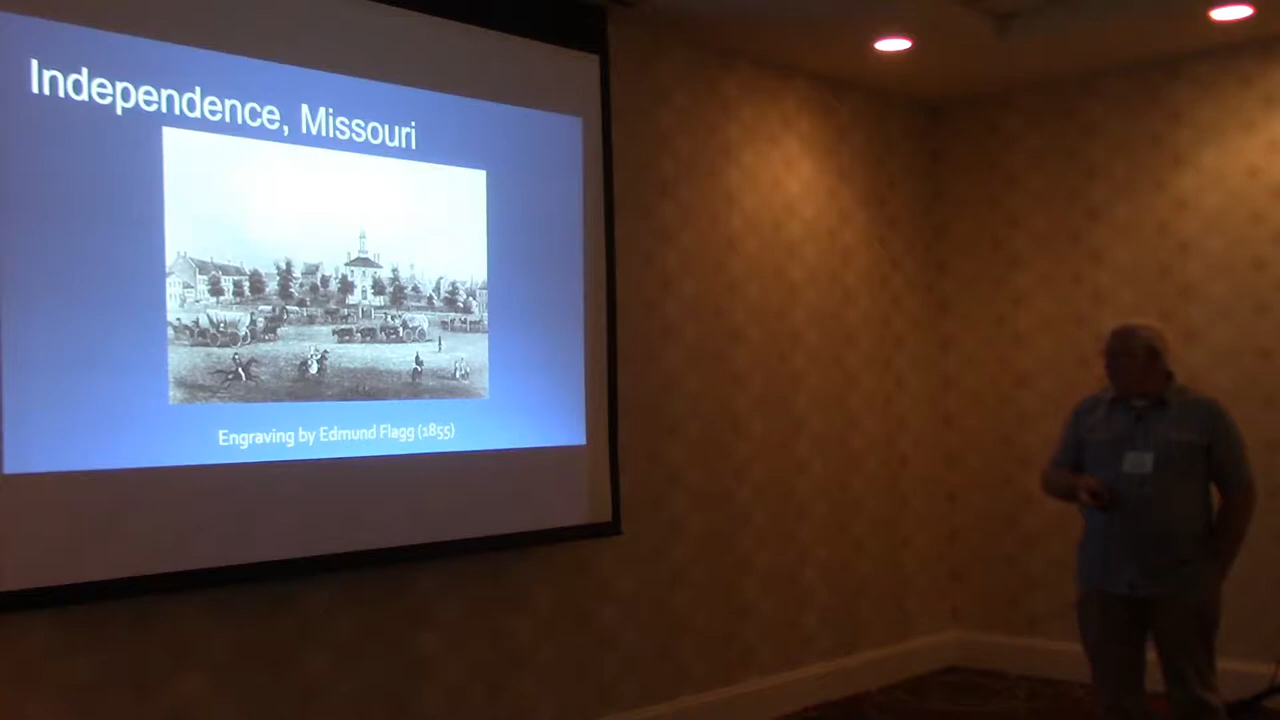 Independence, Missouri
Engraving by Edmund Flagg (1855)